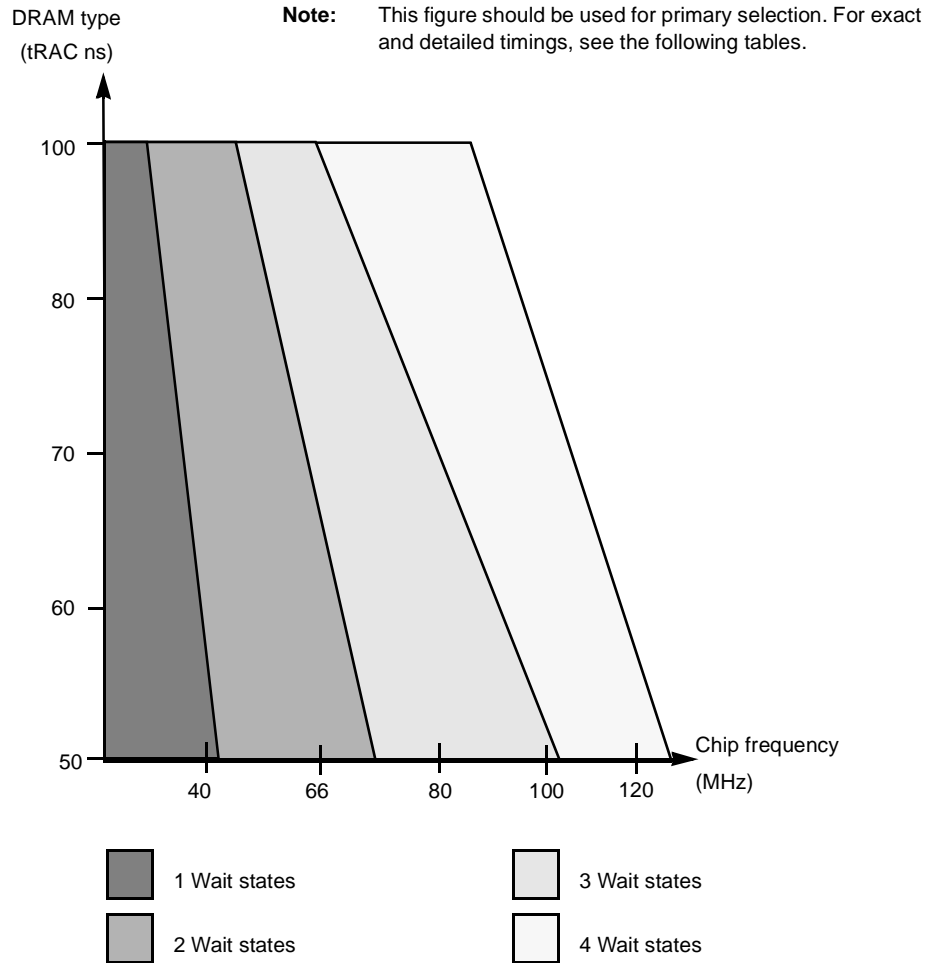 DRAM type
(tRAC ns)
Note: This figure should be used for primary selection. For exact
and detailed timings, see the following tables.
100
80
70
60
50
40 66 80 100 120
Chip frequency
(MHz)
1 Wait states
3 Wait states
2 Wait states
4 Wait states